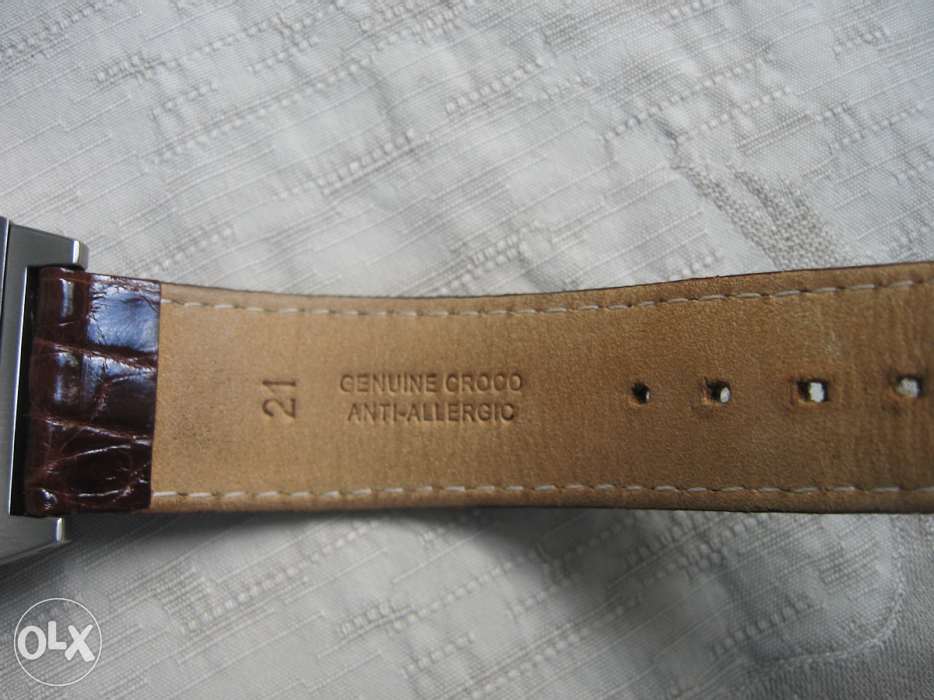 21
GENUINE CROCO
ANTI-ALLERGIC
OLX